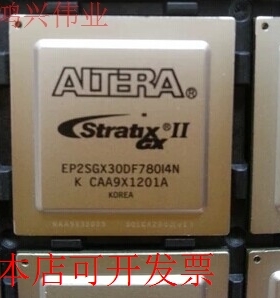 鸿兴伟业
ALTERA®
Stratix II
GX
EP2SGX30DF780I4N
K CAA9X1201A
KOREA
本店可开发票